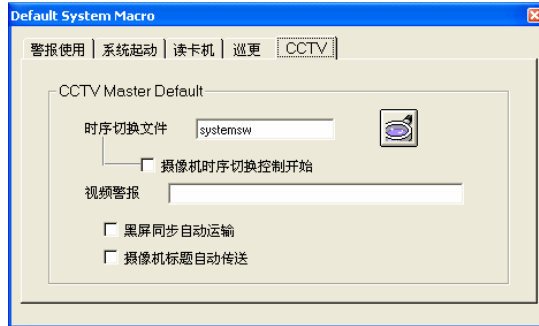 Default System Macro
警报使用 系统起动 读卡机 巡更 CCTV
CCTV Master Default
时序切换文件 systemsw
摄像机时序切换控制开始
视频警报
黑屏同步自动运输
摄像机标题自动传送